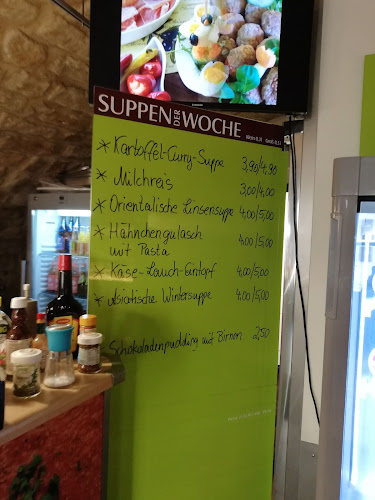 SUPPEN DER WOCHE
* Kartoffel-Curry-Suppe 3,90/4,90
* Milchreis 3,00/4,00
* Orientalische Linsensuppe 4,00/5,00
* Hähnchengulasch
mit Pasta 4,00/5,00
* Käse-Lauch-Eintopf 4,00/5,00
* Asiatische Wintersuppe 4,00/5,00
Schokoladenpudding mit Birnen 2,50